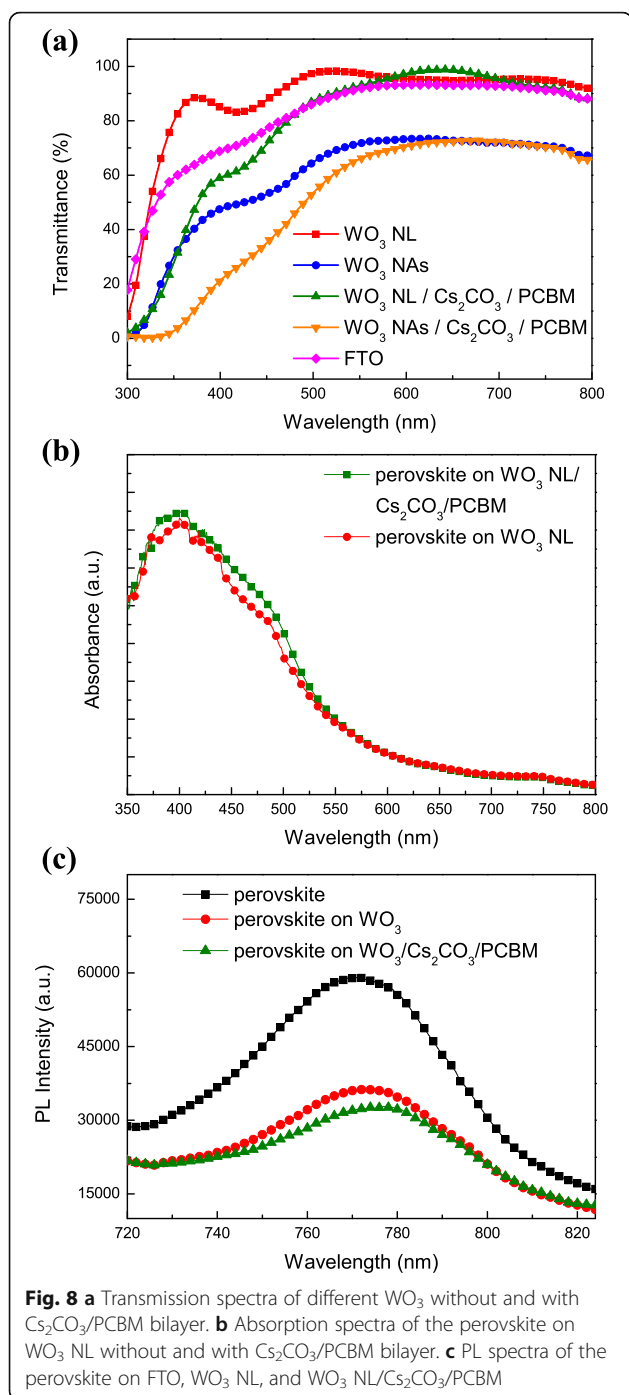 (a)
100
80
60
40
20
0
Transmittance (%)
WO₃ NL
WO₃ NAs
WO₃ NL / Cs₂CO₃ / PCBM
WO₃ NAs / Cs₂CO₃ / PCBM
FTO
300 400 500 600 700 800
Wavelength (nm)
(b)
Absorbance (a.u.)
perovskite on WO₃ NL/
Cs₂CO₃/PCBM
perovskite on WO₃ NL
350 400 450 500 550 600 650 700 750 800
Wavelength (nm)
(c)
75000
60000
45000
30000
15000
PL Intensity (a.u.)
perovskite
perovskite on WO₃
perovskite on WO₃/Cs₂CO₃/PCBM
720 740 760 780 800 820
Wavelength (nm)
Fig. 8 a Transmission spectra of different WO₃ without and with
Cs₂CO₃/PCBM bilayer. b Absorption spectra of the perovskite on
WO₃ NL without and with Cs₂CO₃/PCBM bilayer. c PL spectra of the
perovskite on FTO, WO₃ NL, and WO₃ NL/Cs₂CO₃/PCBM